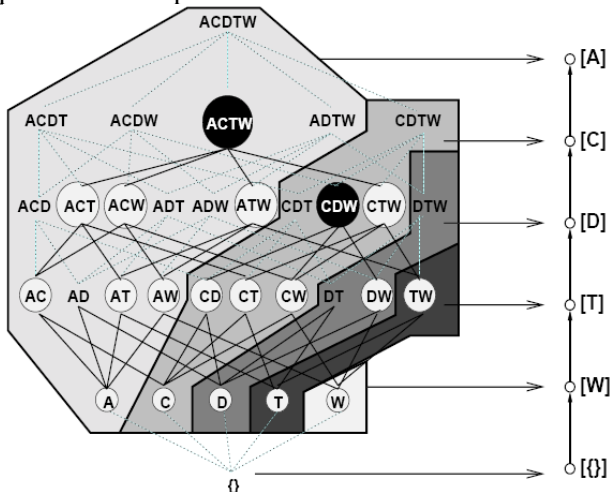 ACDTW
[A]
ACDT ACDW ACTW ADTW CDTW
[C]
ACD ACT ACW ADT ADW ATW CDT CDW CTW DTW
[D]
AC AD AT AW CD CT CW DT DW TW
[T]
A C D T W
[W]
{}
[{}]